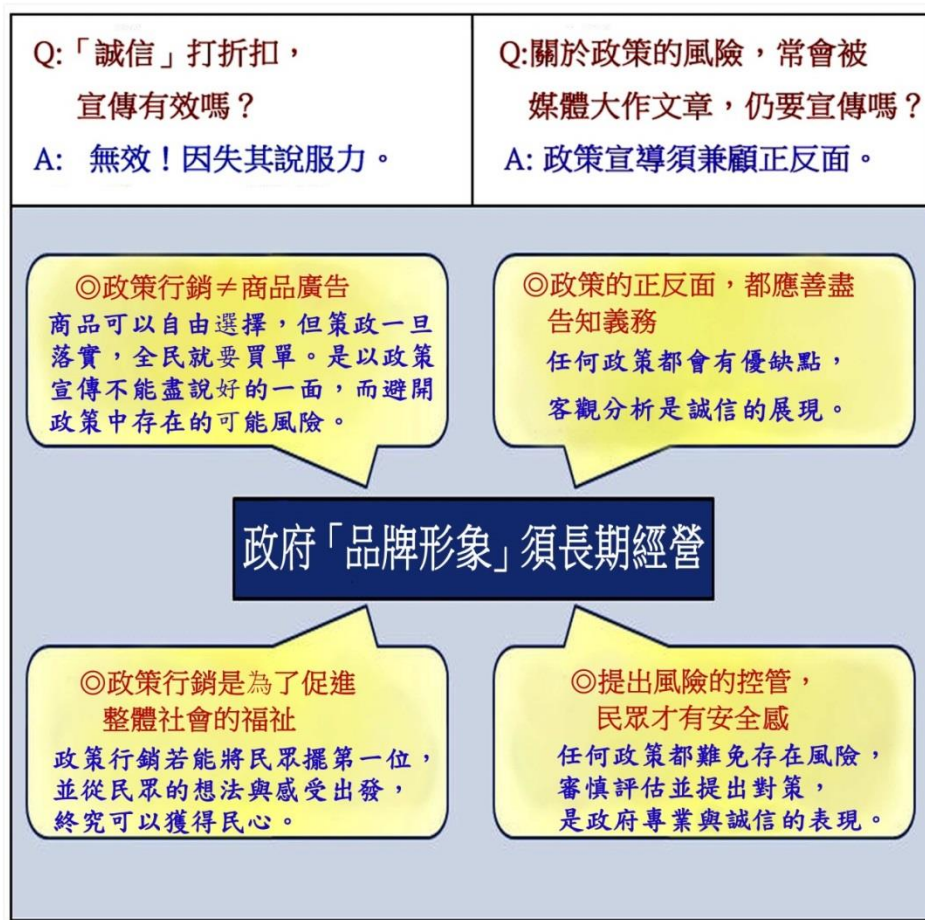 Q:「誠信」打折扣，
宣傳有效嗎？
A: 無效！因失其說服力。
Q:關於政策的風險，常會被
媒體大作文章，仍要宣傳嗎？
A: 政策宣導須兼顧正反面。
◎政策行銷≠商品廣告
商品可以自由選擇，但策政一旦
落實，全民就要買單。是以政策
宣傳不能盡說好的一面，而避開
政策中存在的可能風險。
◎政策的正反面，都應善盡
告知義務
任何政策都會有優缺點，
客觀分析是誠信的展現。
政府「品牌形象」須長期經營
◎政策行銷是為了促進
整體社會的福祉
政策行銷若能將民眾擺第一位，
並從民眾的想法與感受出發，
終究可以獲得民心。
◎提出風險的控管，
民眾才有安全感
任何政策都難免存在風險，
審慎評估並提出對策，
是政府專業與誠信的表現。